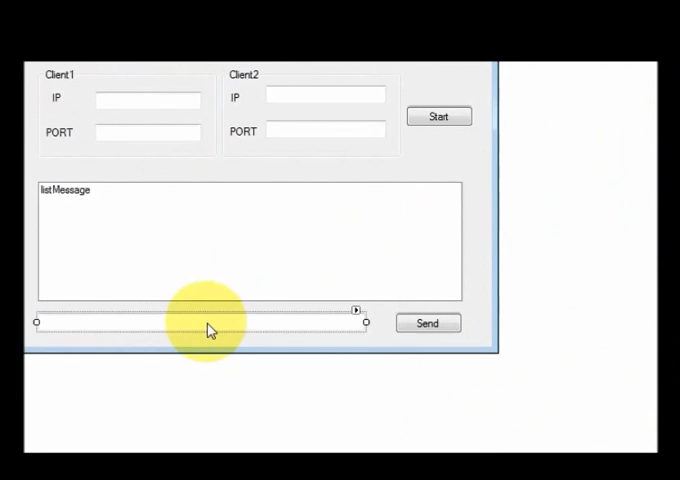 Client1
IP
PORT
Client2
IP
PORT
Start
listMessage
Send